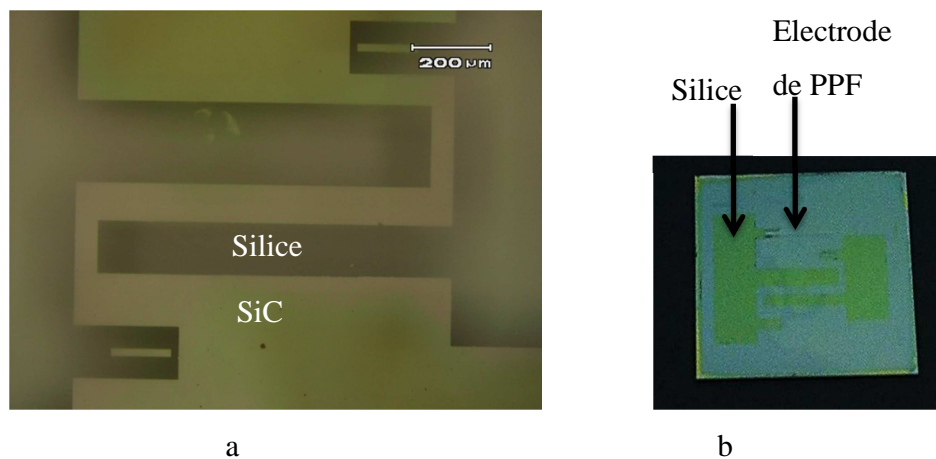 200 µm
Silice
SiC
a
Electrode
de PPF
Silice
b